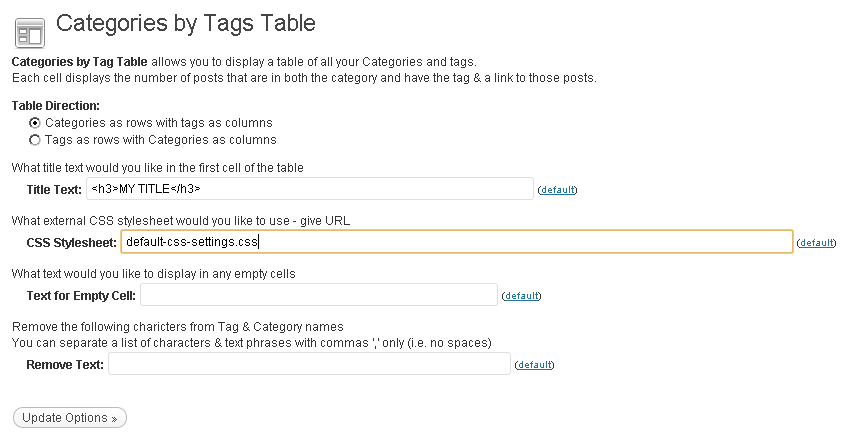 Categories by Tags Table
Categories by Tag Table allows you to display a table of all your Categories and tags.
Each cell displays the number of posts that are in both the category and have the tag & a link to those posts.
Table Direction:
Categories as rows with tags as columns
Tags as rows with Categories as columns
What title text would you like in the first cell of the table
Title Text: <h3>MY TITLE</h3> (default)
What external CSS stylesheet would you like to use - give URL
CSS Stylesheet: default-css-settings.css (default)
What text would you like to display in any empty cells
Text for Empty Cell: (default)
Remove the following charicters from Tag & Category names
You can separate a list of characters & text phrases with commas ',' only (i.e. no spaces)
Remove Text: (default)
Update Options »